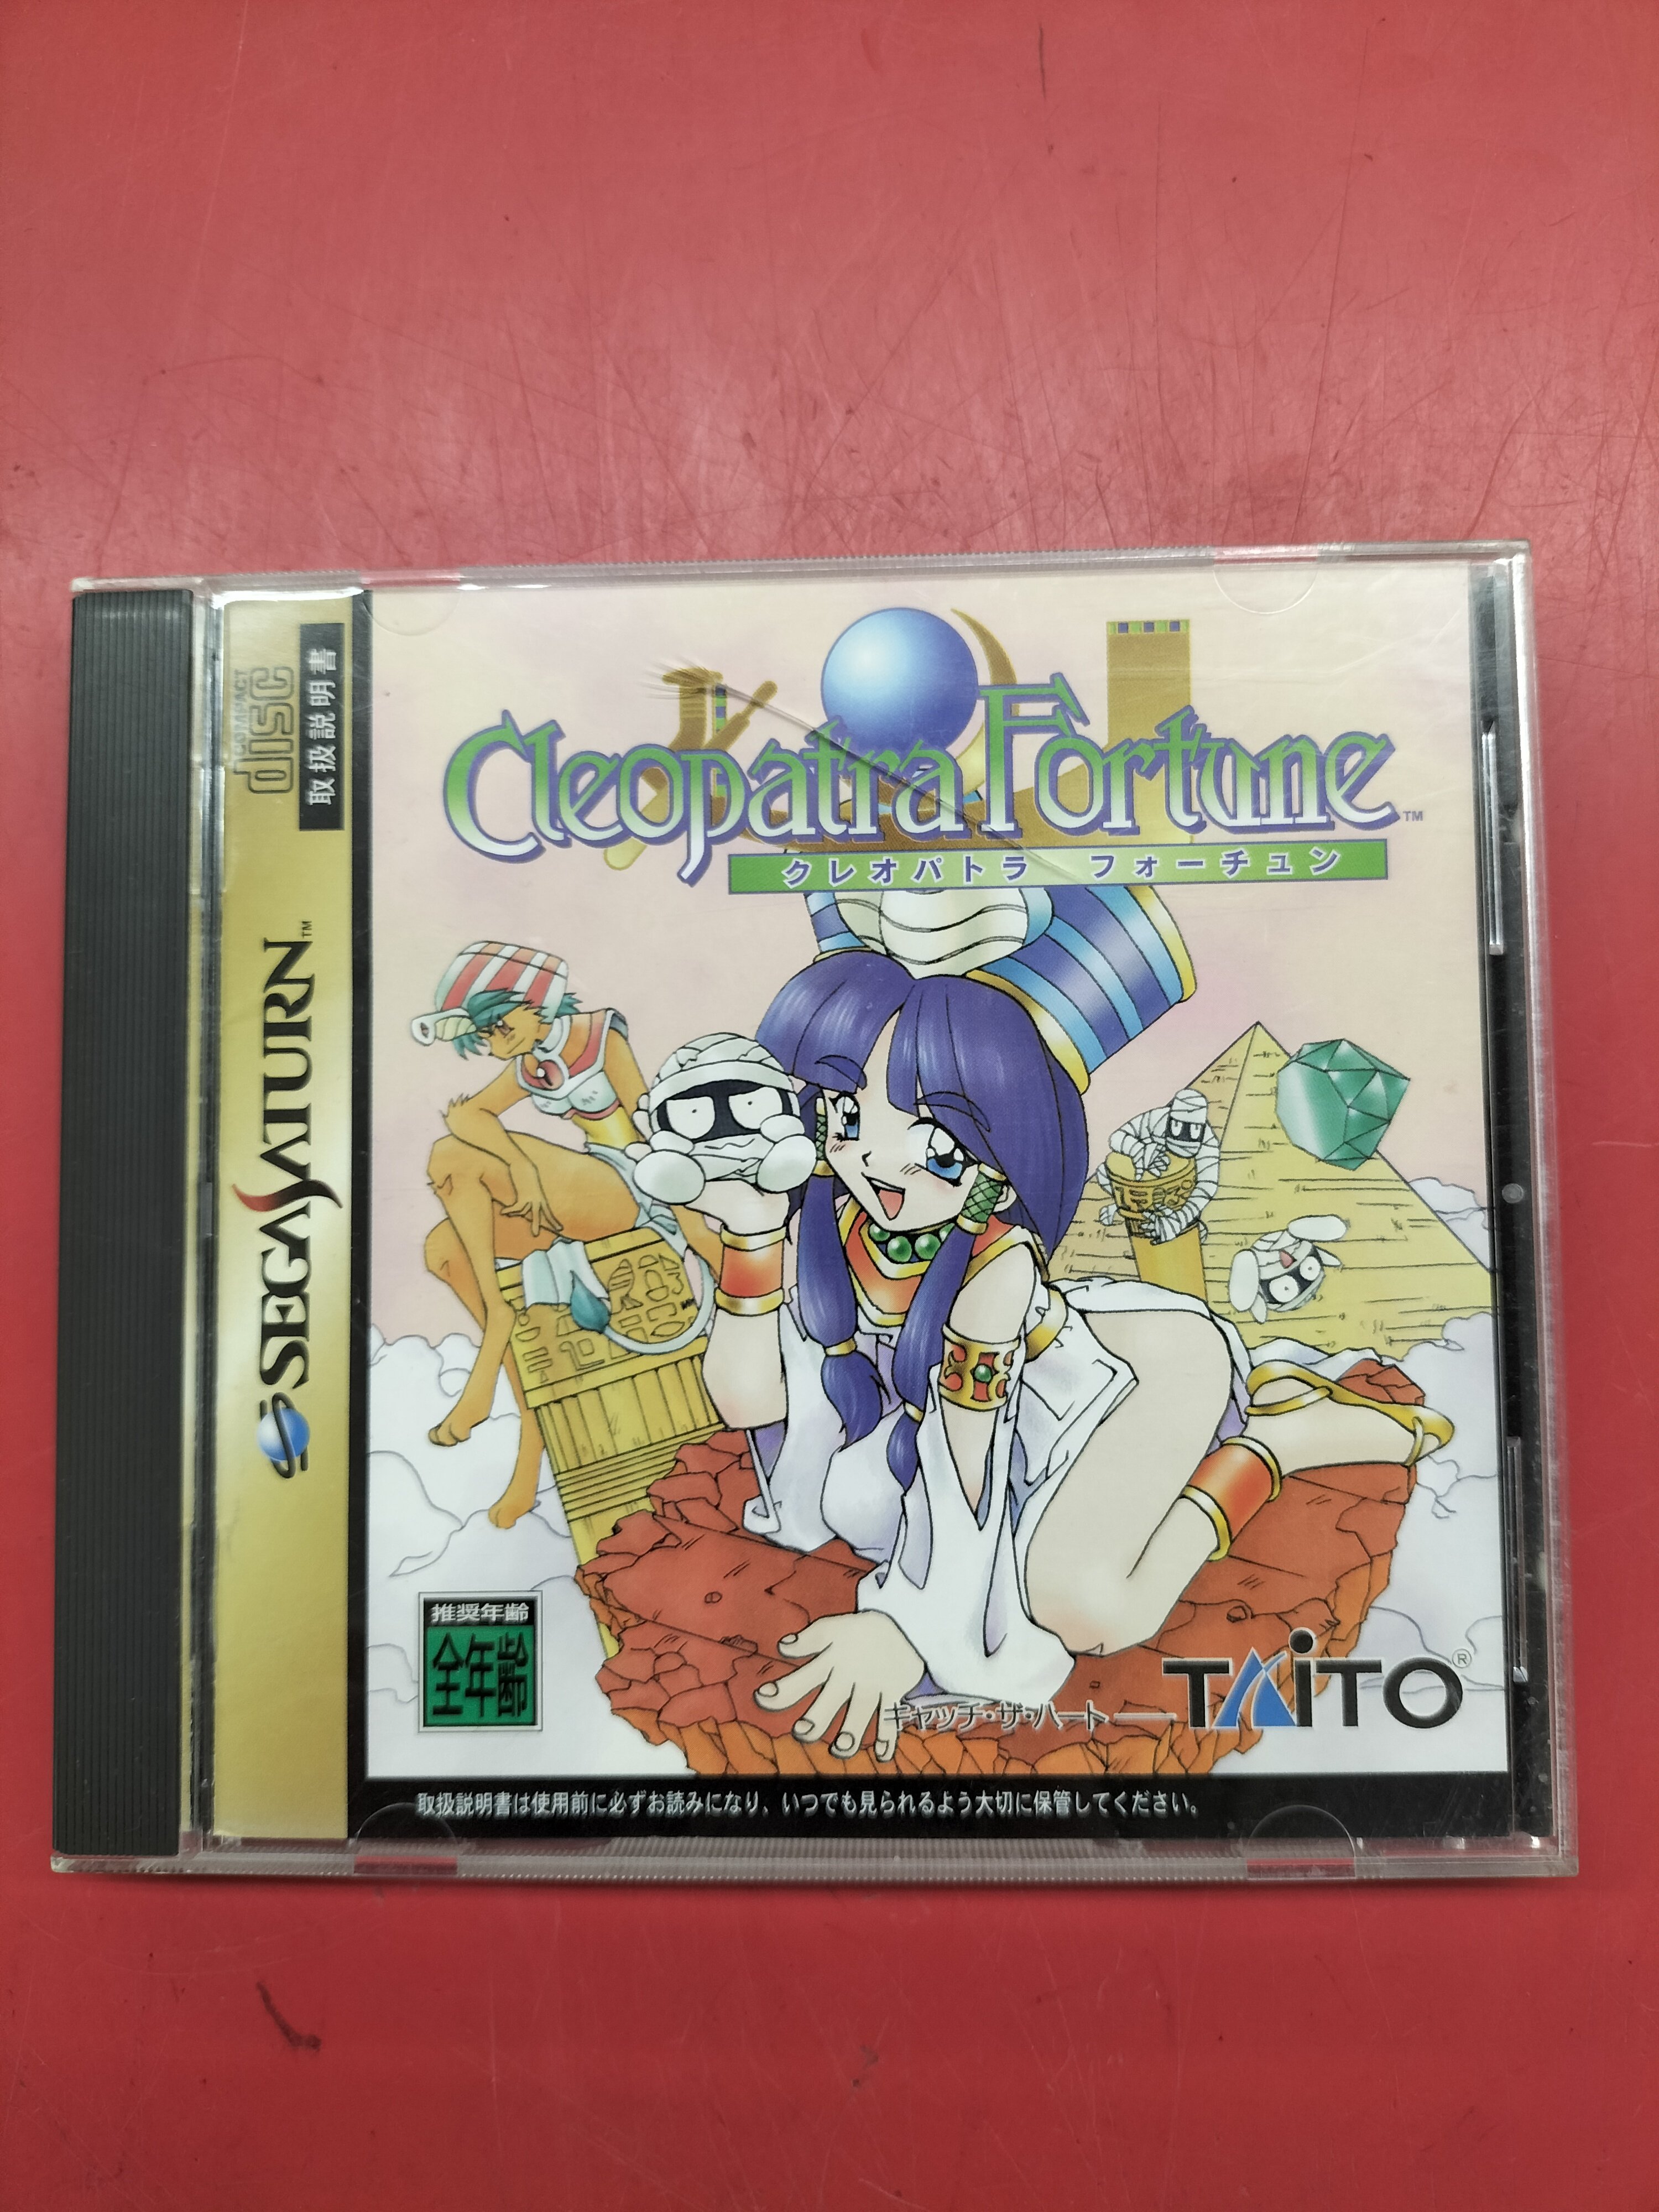 COMPACT
disc
取扱説明書
SEGA SATURN™
Cleopatra Fortune™
クレオパトラ フォーチュン
推奨年齢
全年齢
キャッチ・ザ・ハート
TAITO®
取扱説明書は使用前に必ずお読みになり、いつでも見られるよう大切に保管してください。